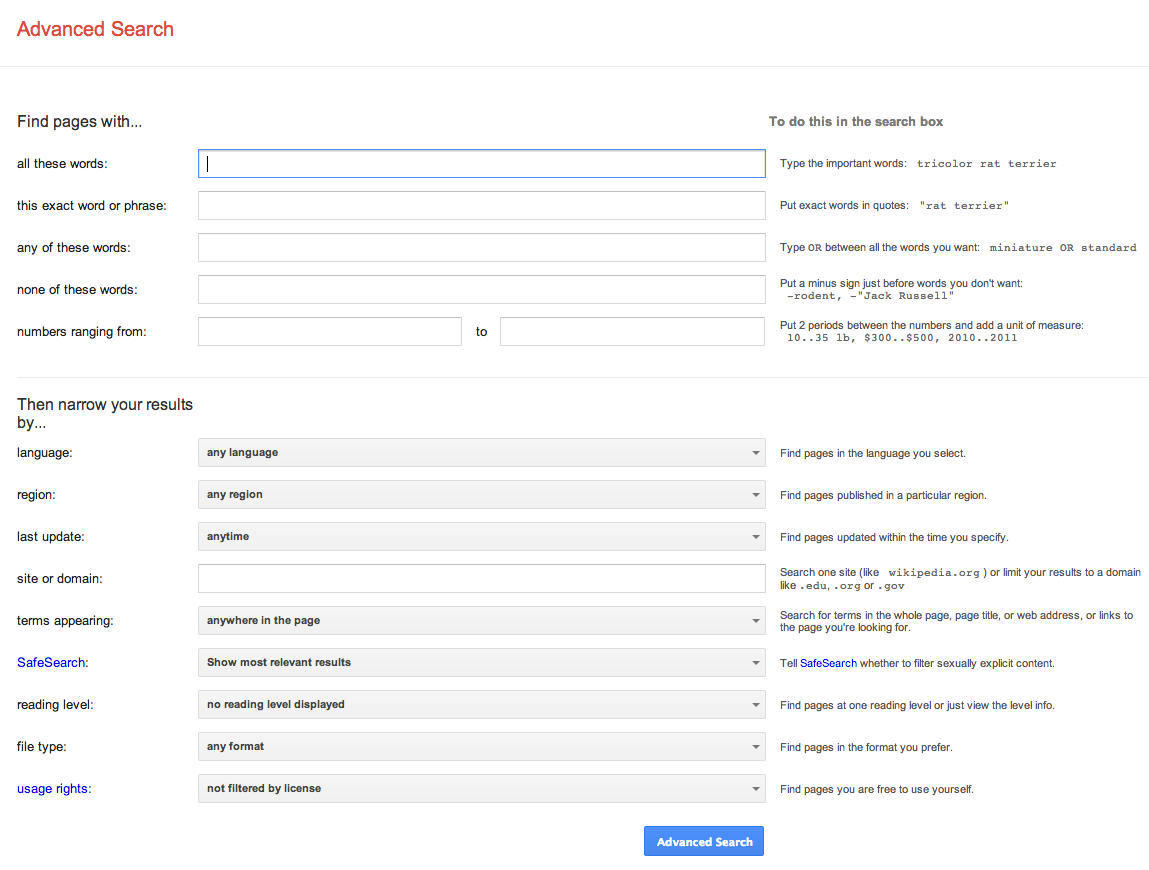 Advanced Search
Find pages with...
To do this in the search box
all these words:
Type the important words: tricolor rat terrier
this exact word or phrase:
Put exact words in quotes: "rat terrier"
any of these words:
Type OR between all the words you want: miniature OR standard
none of these words:
Put a minus sign just before words you don't want:
-rodent, -"Jack Russell"
numbers ranging from:
to
Put 2 periods between the numbers and add a unit of measure:
10..35 lb, $300..$500, 2010..2011
Then narrow your results
by...
language:
any language
Find pages in the language you select.
region:
any region
Find pages published in a particular region.
last update:
anytime
Find pages updated within the time you specify.
site or domain:
Search one site (like wikipedia.org ) or limit your results to a domain
like .edu, .org or .gov
terms appearing:
anywhere in the page
Search for terms in the whole page, page title, or web address, or links to
the page you're looking for.
SafeSearch:
Show most relevant results
Tell SafeSearch whether to filter sexually explicit content.
reading level:
no reading level displayed
Find pages at one reading level or just view the level info.
file type:
any format
Find pages in the format you prefer.
usage rights:
not filtered by license
Find pages you are free to use yourself.
Advanced Search